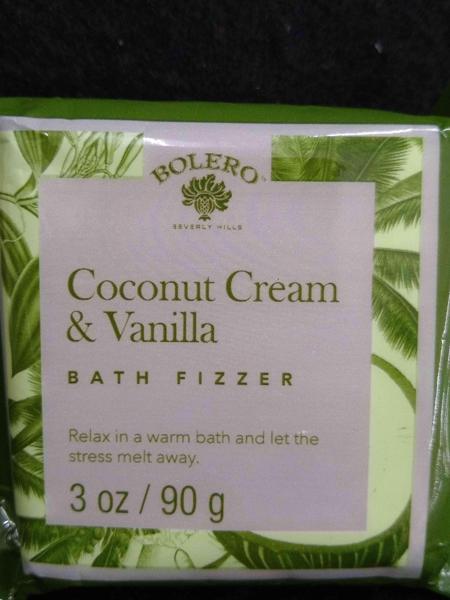 BOLERO
BEVERLY HILLS
Coconut Cream
& Vanilla
BATH FIZZER
Relax in a warm bath and let the
stress melt away.
3 oz / 90 g